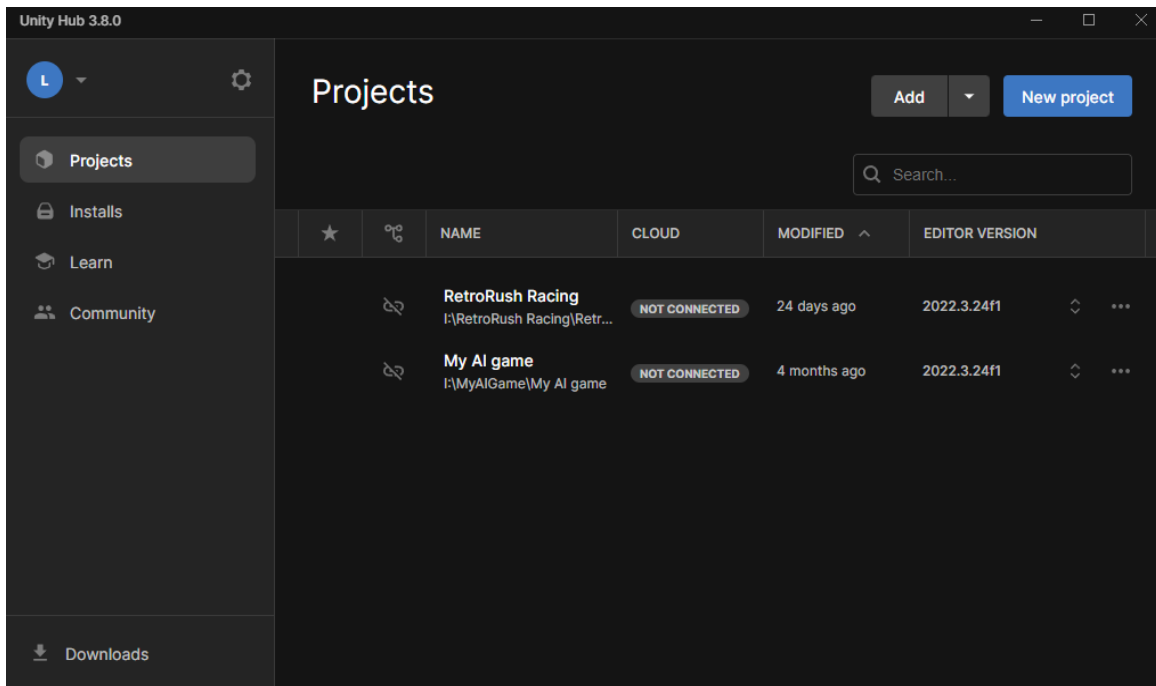 Unity Hub 3.8.0
L
Projects
Installs
Learn
Community
Downloads
Projects
Add
New project
Search...
NAME CLOUD MODIFIED EDITOR VERSION
RetroRush Racing
I:\RetroRush Racing\Retr...
NOT CONNECTED 24 days ago 2022.3.24f1
My AI game
I:\MyAIGame\My AI game
NOT CONNECTED 4 months ago 2022.3.24f1